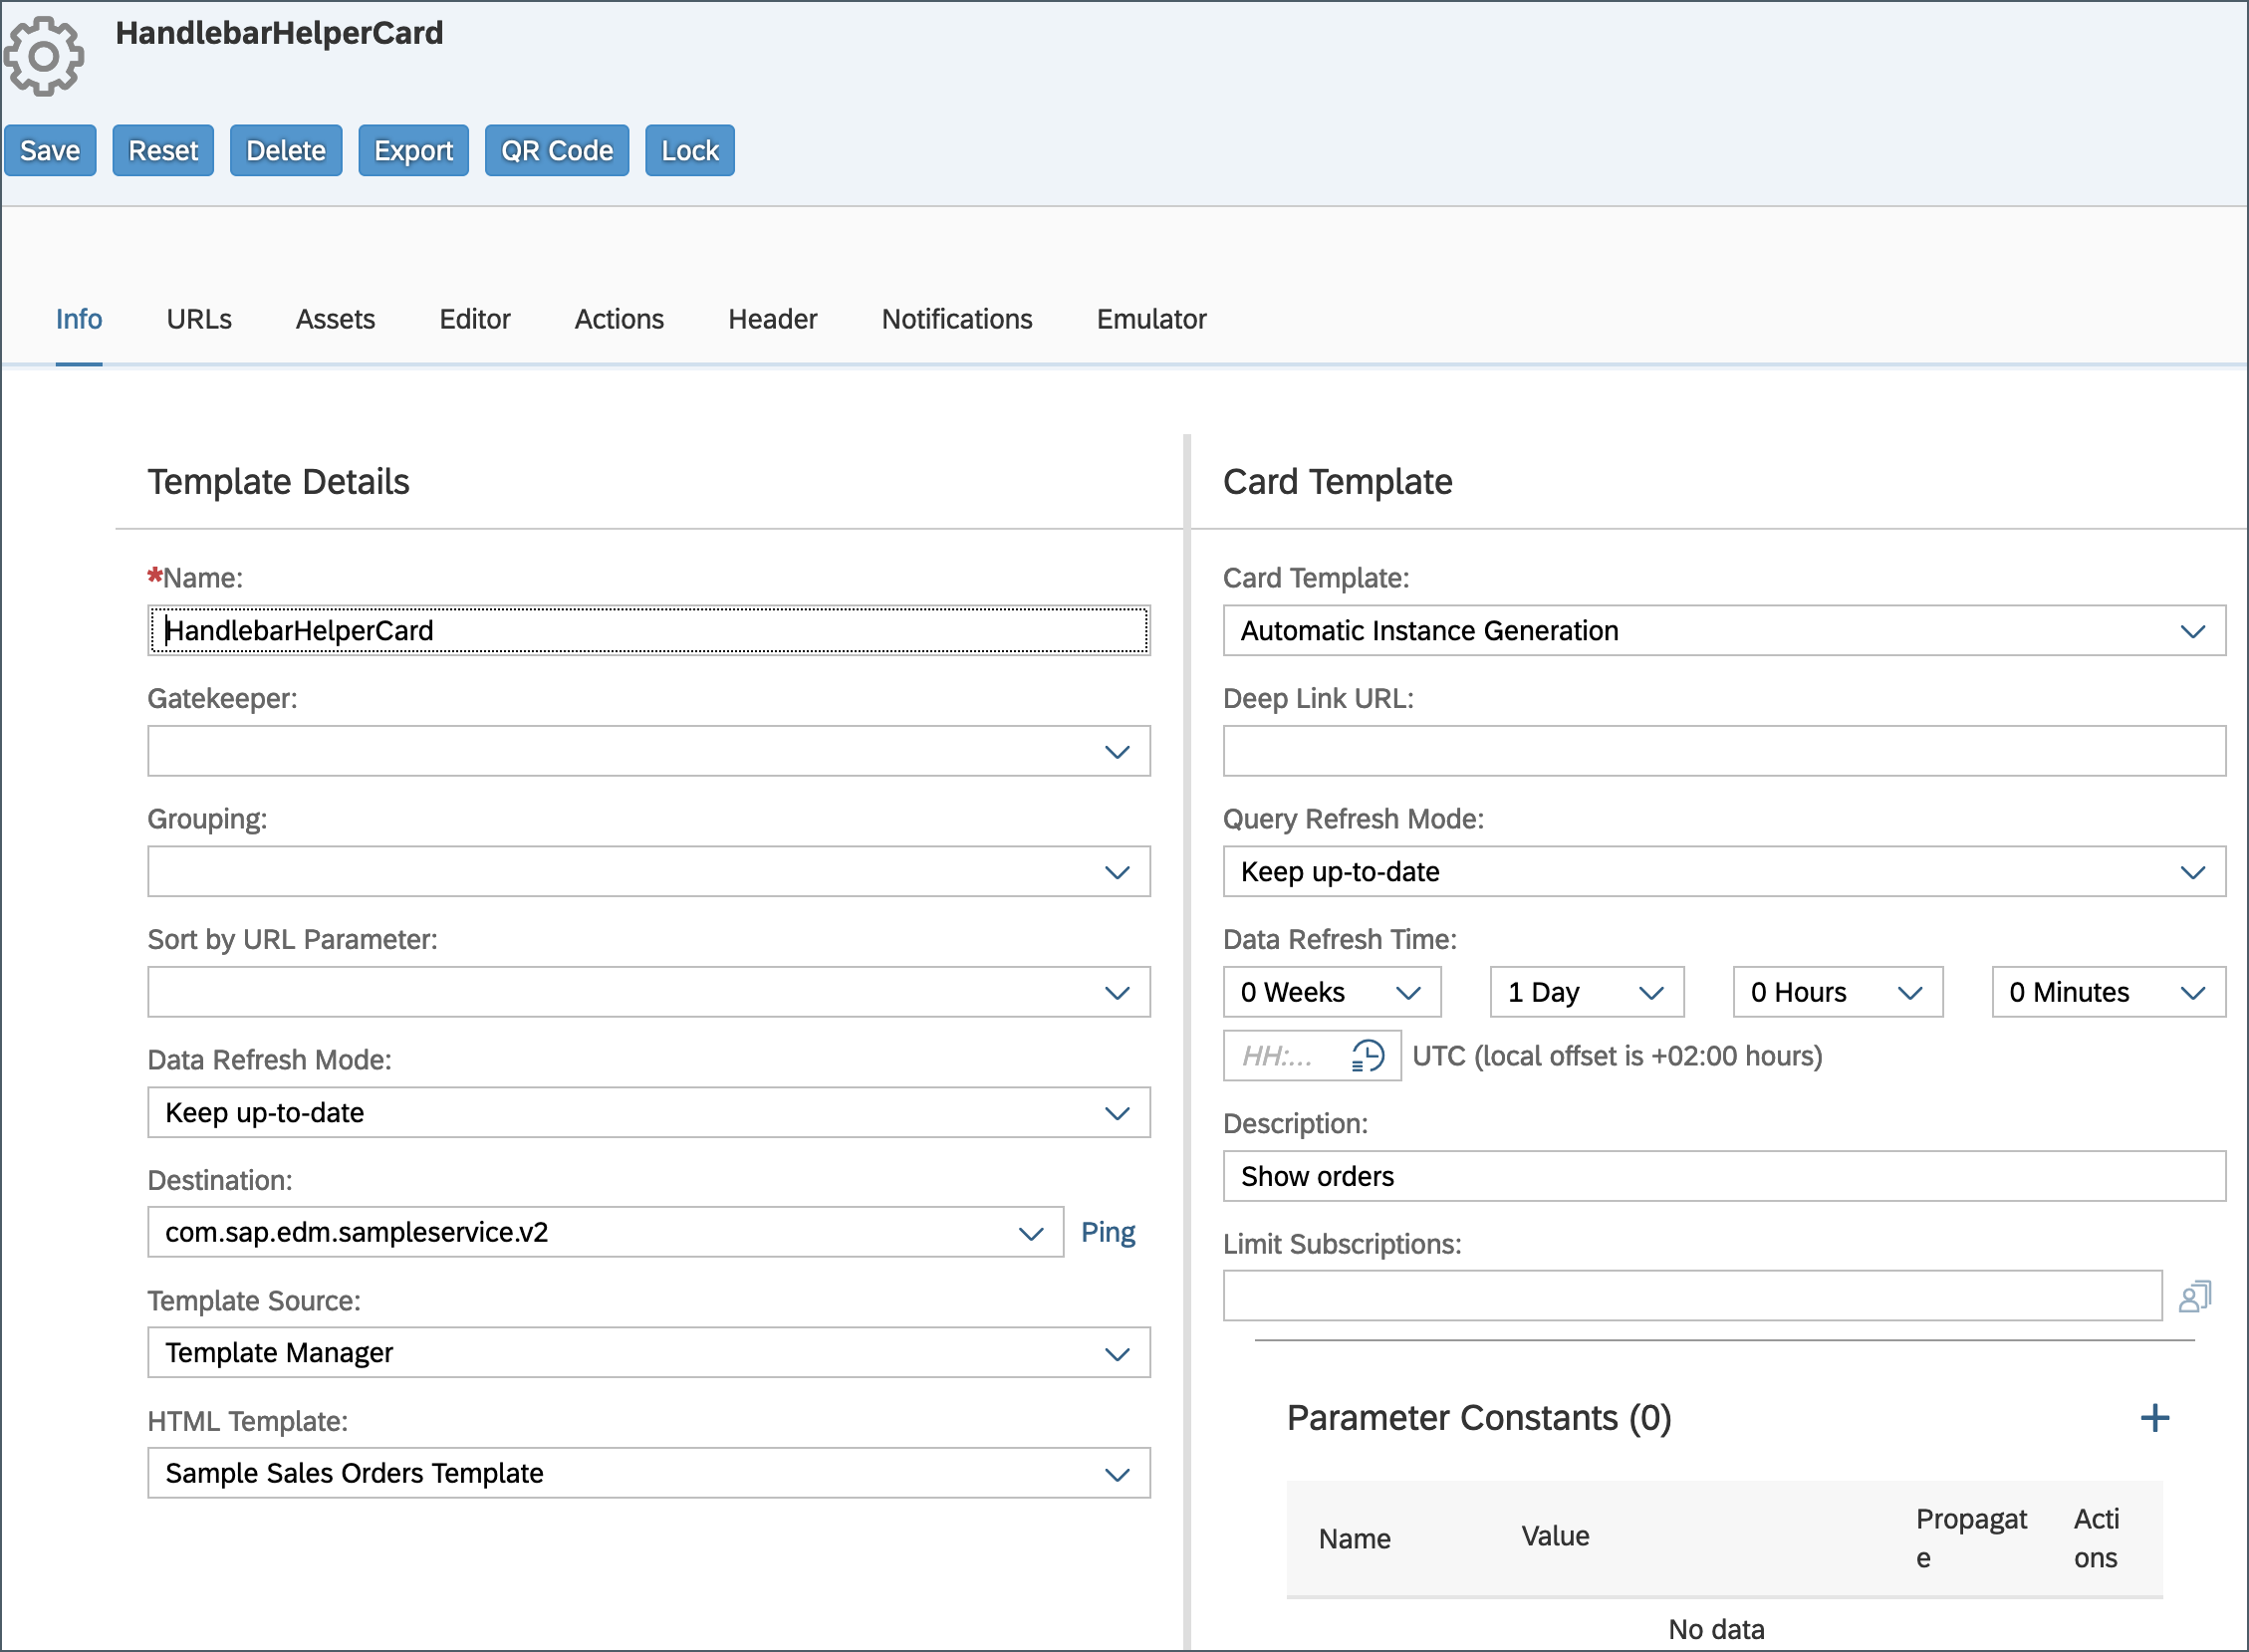 HandlebarHelperCard
Save Reset Delete Export QR Code Lock
Info URLs Assets Editor Actions Header Notifications Emulator
Template Details
*Name:
HandlebarHelperCard
Gatekeeper:
Grouping:
Sort by URL Parameter:
Data Refresh Mode:
Keep up-to-date
Destination:
com.sap.edm.sampleservice.v2 Ping
Template Source:
Template Manager
HTML Template:
Sample Sales Orders Template
Card Template
Card Template:
Automatic Instance Generation
Deep Link URL:
Query Refresh Mode:
Keep up-to-date
Data Refresh Time:
0 Weeks 1 Day 0 Hours 0 Minutes
HH:... UTC (local offset is +02:00 hours)
Description:
Show orders
Limit Subscriptions:
Parameter Constants (0)
Name Value Propagat
e Acti
ons
No data